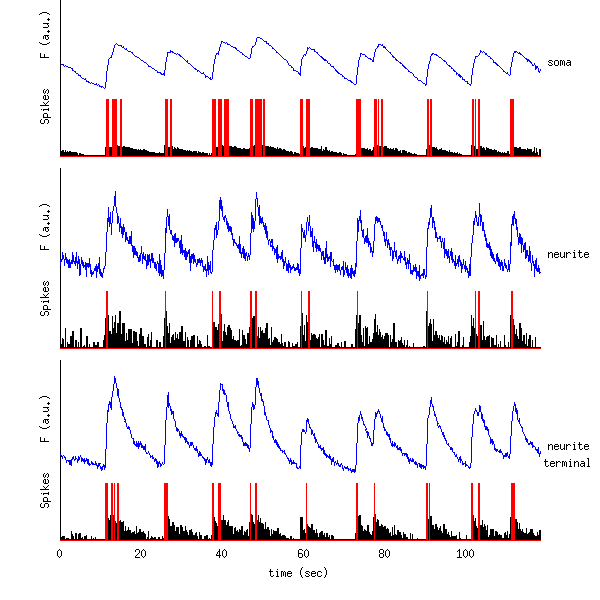 F (a.u.)
soma
Spikes
F (a.u.)
neurite
Spikes
F (a.u.)
neurite
terminal
Spikes
0 20 40 60 80 100
time (sec)